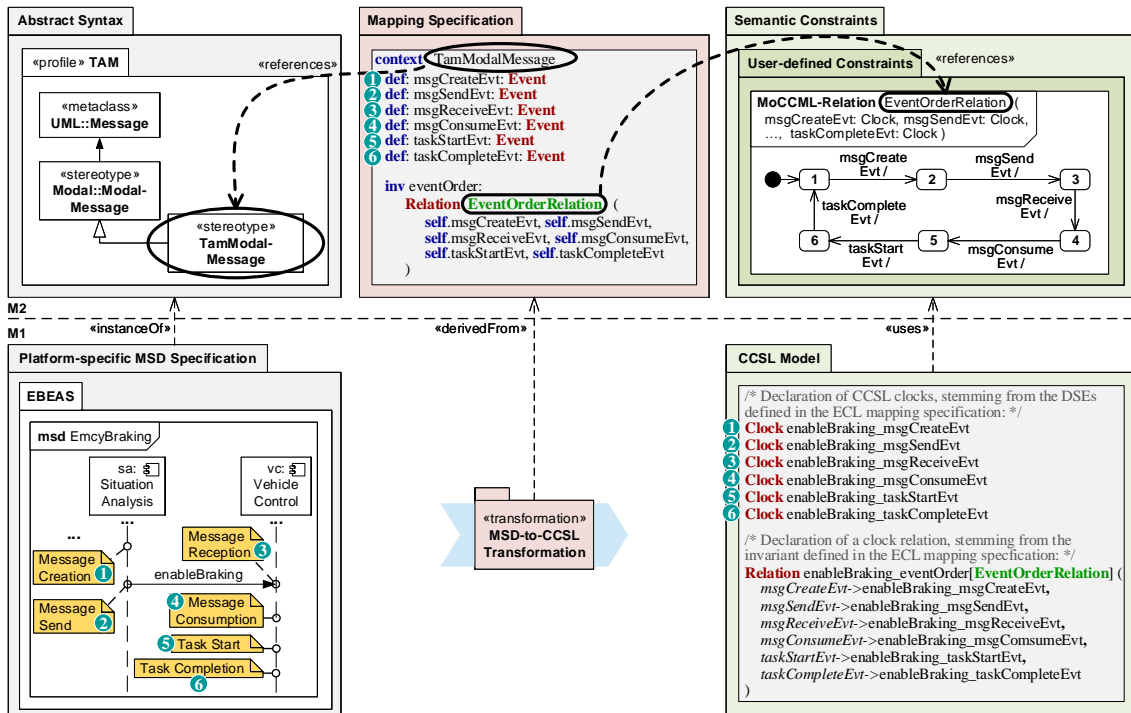 Abstract Syntax
«profile» TAM
«metaclass»
UML::Message
«stereotype»
Modal::Modal-
Message
«stereotype»
TamModal-
Message
«references»
Mapping Specification
context TamModalMessage
1 def: msgCreateEvt: Event
2 def: msgSendEvt: Event
3 def: msgReceiveEvt: Event
4 def: msgConsumeEvt: Event
5 def: taskStartEvt: Event
6 def: taskCompleteEvt: Event
inv eventOrder:
Relation EventOrderRelation (
self.msgCreateEvt, self.msgSendEvt,
self.msgReceiveEvt, self.msgConsumeEvt,
self.taskStartEvt, self.taskCompleteEvt
)
Semantic Constraints
«references»
User-defined Constraints
MoCCML-Relation EventOrderRelation (
msgCreateEvt: Clock, msgSendEvt: Clock,
..., taskCompleteEvt: Clock )
msgCreate
Evt /
msgSend
Evt /
1
2
3
msgReceive
Evt /
taskComplete
Evt /
6
5
4
taskStart
Evt /
msgConsume
Evt /
M2
M1
«instanceOf»
«derivedFrom»
«uses»
Platform-specific MSD Specification
EBEAS
msd EmcyBraking
sa:
Situation
Analysis
vc:
Vehicle
Control
...
...
...
Message
Reception 3
Message
Creation 1
enableBraking
Message
Send 2
4 Message
Consumption
5 Task Start
Task Completion
6
«transformation»
MSD-to-CCSL
Transformation
CCSL Model
/* Declaration of CCSL clocks, stemming from the DSEs
defined in the ECL mapping specification: */
1 Clock enableBraking_msgCreateEvt
2 Clock enableBraking_msgSendEvt
3 Clock enableBraking_msgReceiveEvt
4 Clock enableBraking_msgConsumeEvt
5 Clock enableBraking_taskStartEvt
6 Clock enableBraking_taskCompleteEvt
/* Declaration of a clock relation, stemming from the
invariant defined in the ECL mapping specfication: */
Relation enableBraking_eventOrder[EventOrderRelation] (
msgCreateEvt->enableBraking_msgCreateEvt,
msgSendEvt->enableBraking_msgSendEvt,
msgReceiveEvt->enableBraking_msgReceiveEvt,
msgConsumeEvt->enableBraking_msgComsumeEvt,
taskStartEvt->enableBraking_taskStartEvt,
taskCompleteEvt->enableBraking_taskCompleteEvt
)